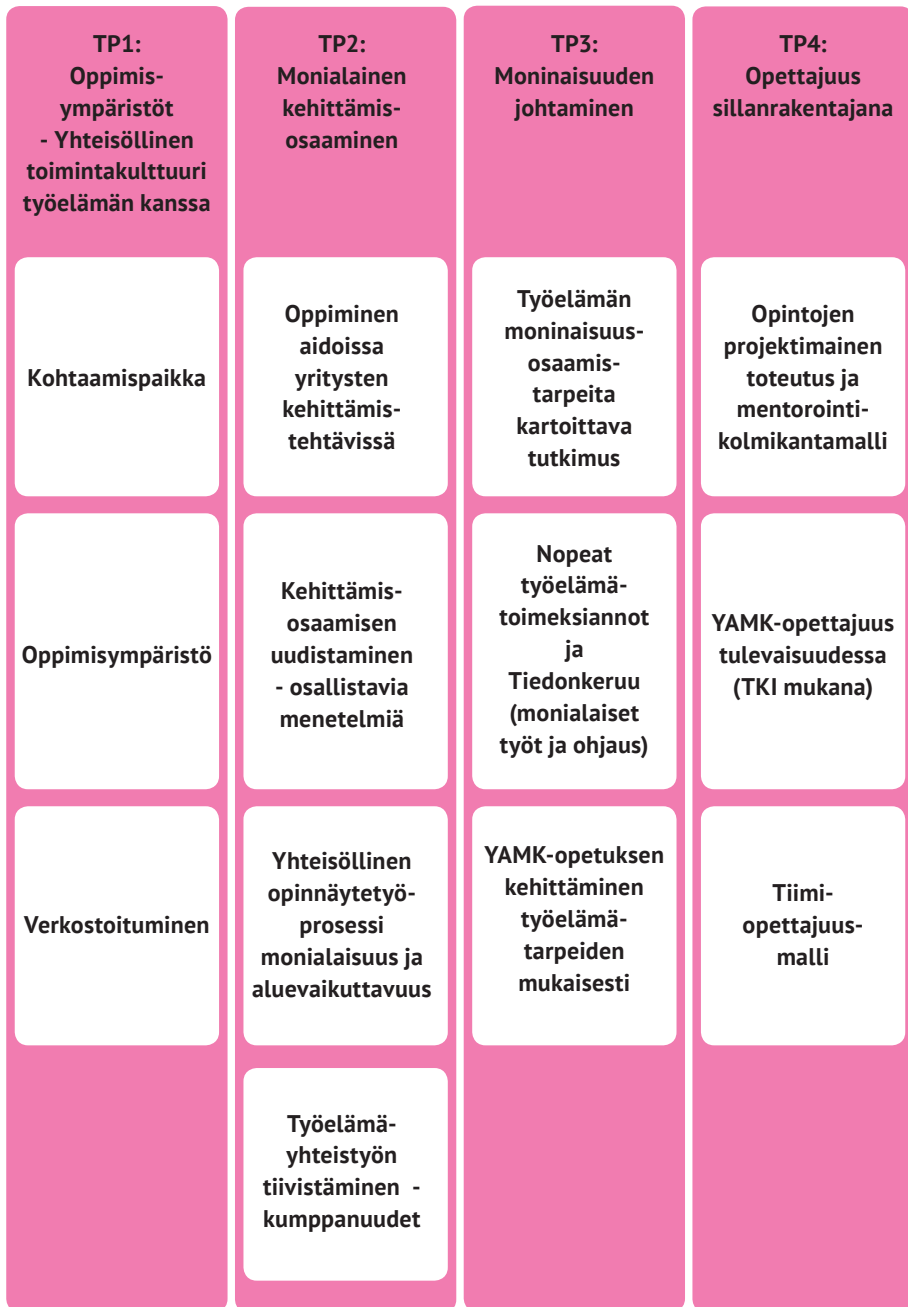 TP1:
Oppimis-
ympäristöt
- Yhteisöllinen
toimintakulttuuri
työelämän kanssa
Kohtaamispaikka
Oppimisympäristö
Verkostoituminen
TP2:
Monialainen
kehittämis-
osaaminen
Oppiminen
aidoissa
yritysten
kehittämis-
tehtävissä
Kehittämis-
osaamisen
uudistaminen
- osallistavia
menetelmiä
Yhteisöllinen
opinnäytetyö-
prosessi
monialaisuus ja
aluevaikuttavuus
Työelämä-
yhteistyön
tiivistäminen -
kumppanuudet
TP3:
Moninaisuuden
johtaminen
Työelämän
moninaisuus-
osaamis-
tarpeita
kartoittava
tutkimus
Nopeat
työelämä-
toimeksiannot
ja
Tiedonkeruu
(monialaiset
työt ja ohjaus)
YAMK-opetuksen
kehittäminen
työelämä-
tarpeiden
mukaisesti
TP4:
Opettajuus
sillanrakentajana
Opintojen
projektimainen
toteutus ja
mentorointi-
kolmikantamalli
YAMK-opettajuus
tulevaisuudessa
(TKI mukana)
Tiimi-
opettajuus-
malli